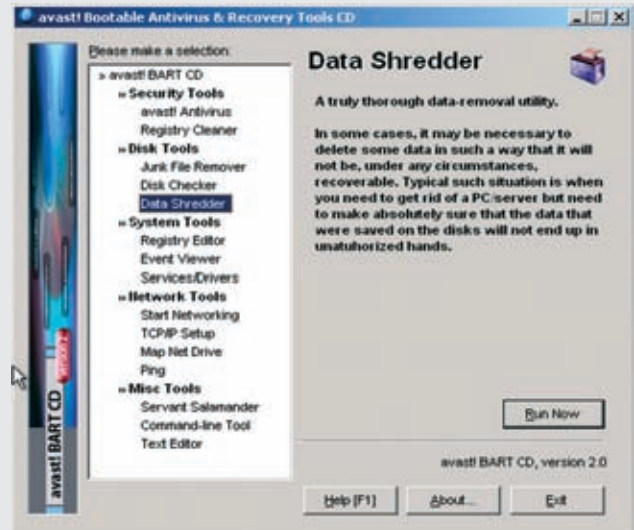 avast! Bootable Antivirus & Recovery Tools CD
Please make a selection:
» avast! BART CD
» Security Tools
avast! Antivirus
Registry Cleaner
» Disk Tools
Junk File Remover
Disk Checker
Data Shredder
» System Tools
Registry Editor
Event Viewer
Services/Drivers
» Network Tools
Start Networking
TCP/IP Setup
Map Net Drive
Ping
» Misc Tools
Servant Salamander
Command-line Tool
Text Editor
Data Shredder
A truly thorough data-removal utility.
In some cases, it may be necessary to
delete some data in such a way that it will
not be, under any circumstances,
recoverable. Typical such situation is when
you need to get rid of a PC/server but need
to make absolutely sure that the data that
were saved on the disks will not end up in
unatuhorized hands.
Run Now
avast! BART CD, version 2.0
Help [F1]
About...
Exit
avast! BART CD
version 2